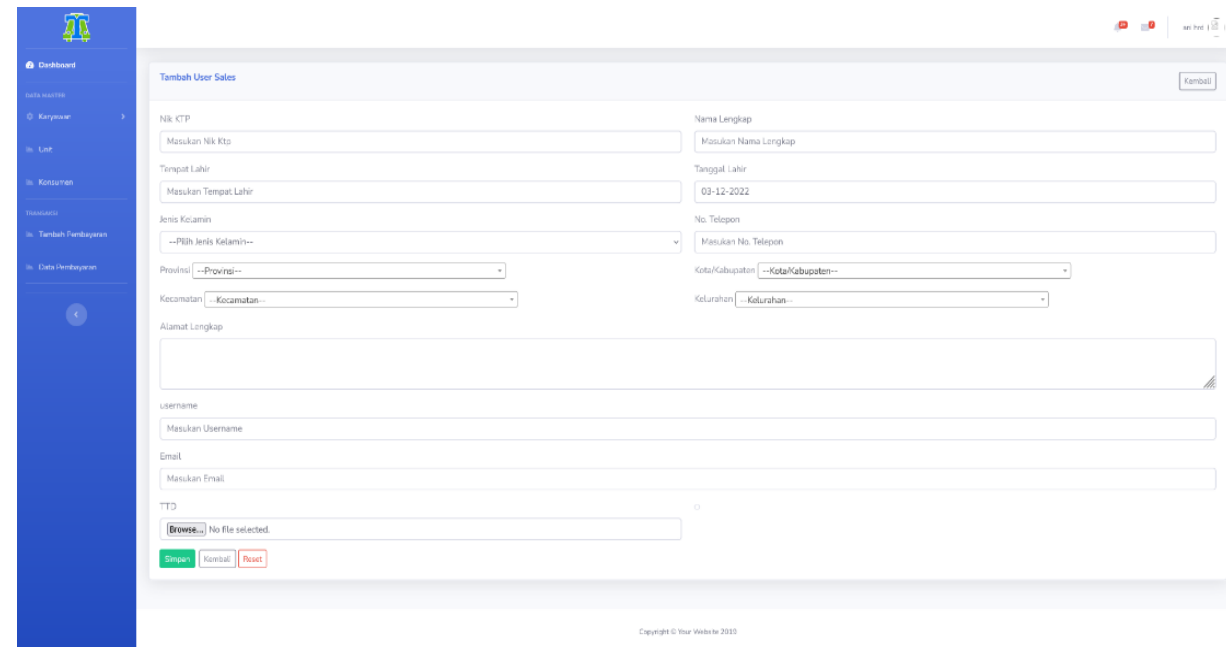 Dashboard
DATA MASTER
Karyawan
Unit
Konsumen
TRANSAKSI
Tambah Pembayaran
Data Pembayaran
Tambah User Sales
Kembali
Nik KTP
Nama Lengkap
Masukan Nik Ktp
Masukan Nama Lengkap
Tempat Lahir
Tanggal Lahir
Masukan Tempat Lahir
03-12-2022
Jenis Kelamin
No. Telepon
--Pilih Jenis Kelamin--
Masukan No. Telepon
Provinsi --Provinsi--
Kota/Kabupaten --Kota/Kabupaten--
Kecamatan --Kecamatan--
Kelurahan --Kelurahan--
Alamat Lengkap
username
Masukan Username
Email
Masukan Email
TTD
Browse... No file selected.
Simpan Kembali Reset
Copyright © Your Website